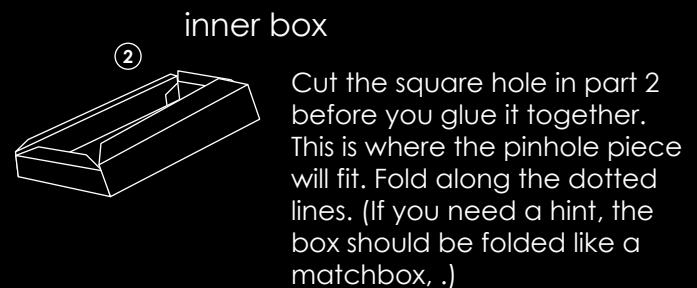 inner box
2
Cut the square hole in part 2
before you glue it together.
This is where the pinhole piece
will fit. Fold along the dotted
lines. (If you need a hint, the
box should be folded like a
matchbox, .)